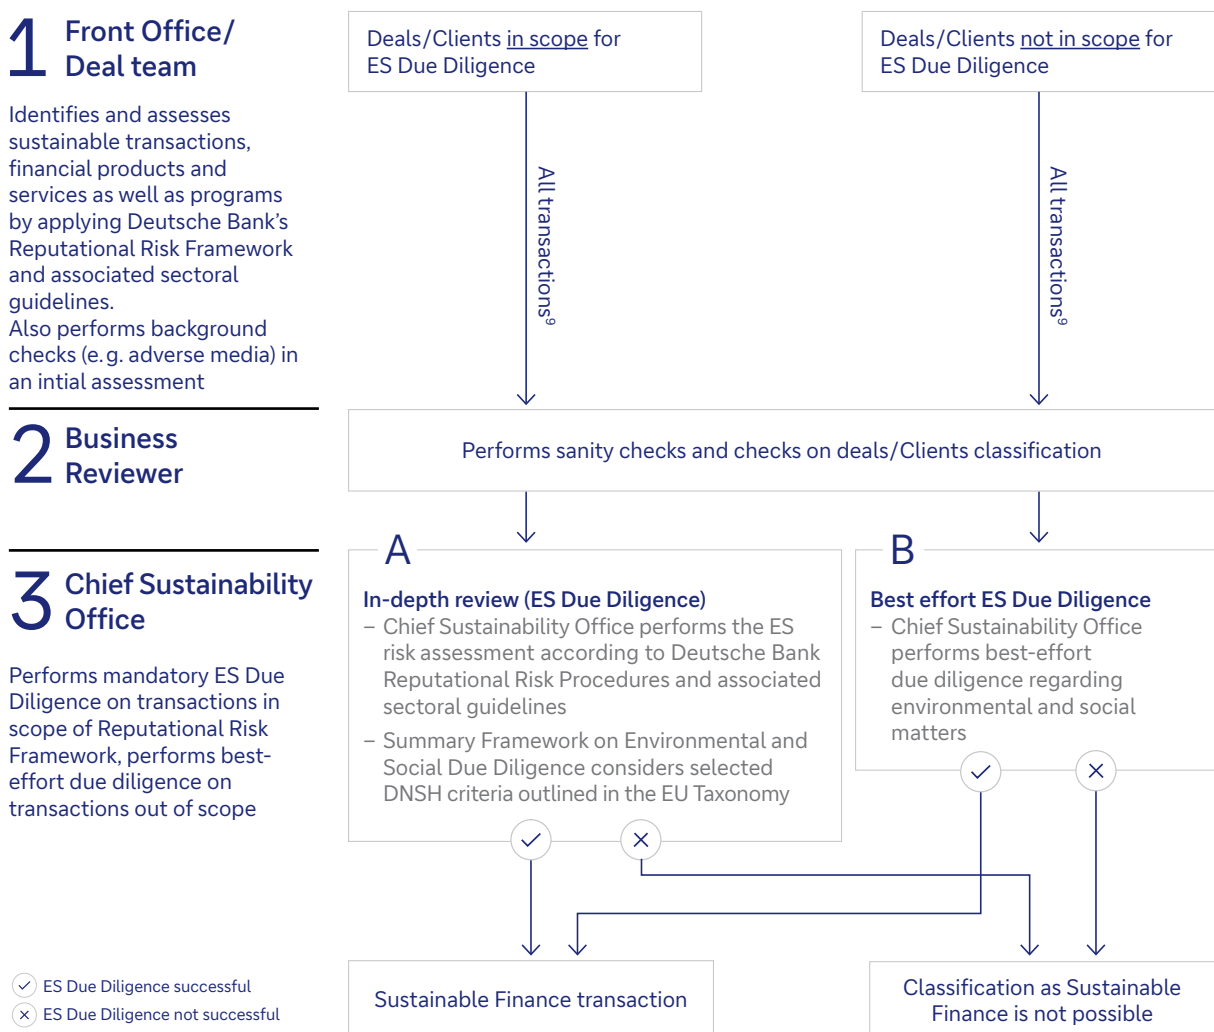 1 Front Office/
Deal team
Identifies and assesses
sustainable transactions,
financial products and
services as well as programs
by applying Deutsche Bank’s
Reputational Risk Framework
and associated sectoral
guidelines.
Also performs background
checks (e. g. adverse media) in
an intial assessment
Deals/Clients in scope for
ES Due Diligence
Deals/Clients not in scope for
ES Due Diligence
All transactions⁹
All transactions⁹
2 Business
Reviewer
Performs sanity checks and checks on deals/Clients classification
3 Chief Sustainability
Office
Performs mandatory ES Due
Diligence on transactions in
scope of Reputational Risk
Framework, performs best-
effort due diligence on
transactions out of scope
A
In-depth review (ES Due Diligence)
– Chief Sustainability Office performs the ES
risk assessment according to Deutsche Bank
Reputational Risk Procedures and associated
sectoral guidelines
– Summary Framework on Environmental and
Social Due Diligence considers selected
DNSH criteria outlined in the EU Taxonomy
B
Best effort ES Due Diligence
– Chief Sustainability Office
performs best-effort
due diligence regarding
environmental and social
matters
ES Due Diligence successful
ES Due Diligence not successful
Sustainable Finance transaction
Classification as Sustainable
Finance is not possible